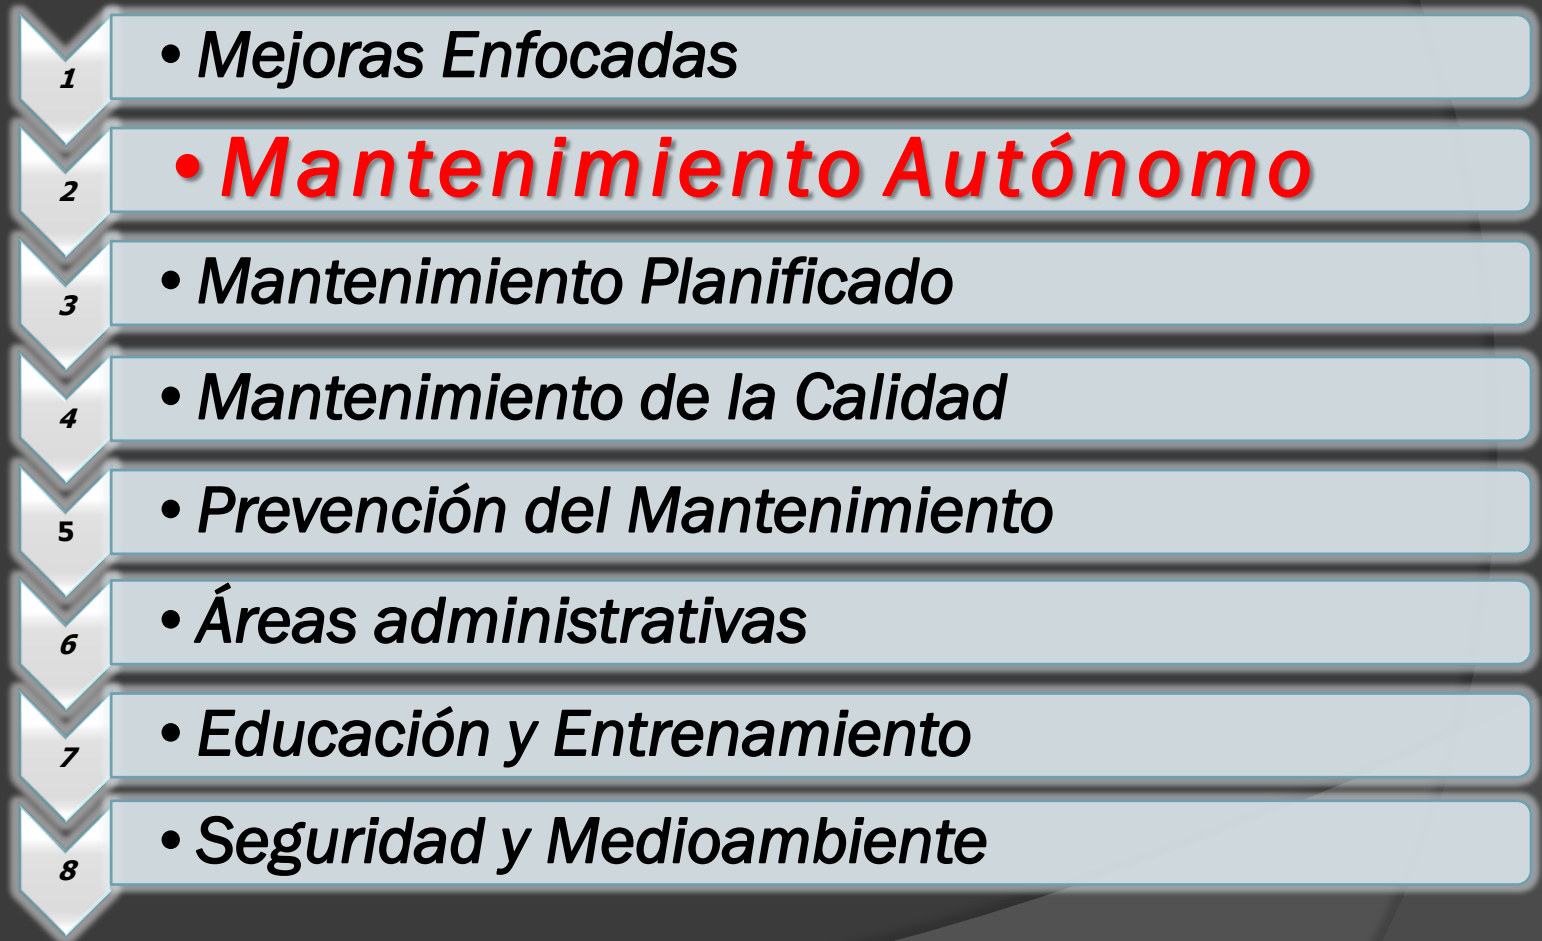 1
• Mejoras Enfocadas
2
• Mantenimiento Autónomo
3
• Mantenimiento Planificado
4
• Mantenimiento de la Calidad
5
• Prevención del Mantenimiento
6
• Áreas administrativas
7
• Educación y Entrenamiento
8
• Seguridad y Medioambiente